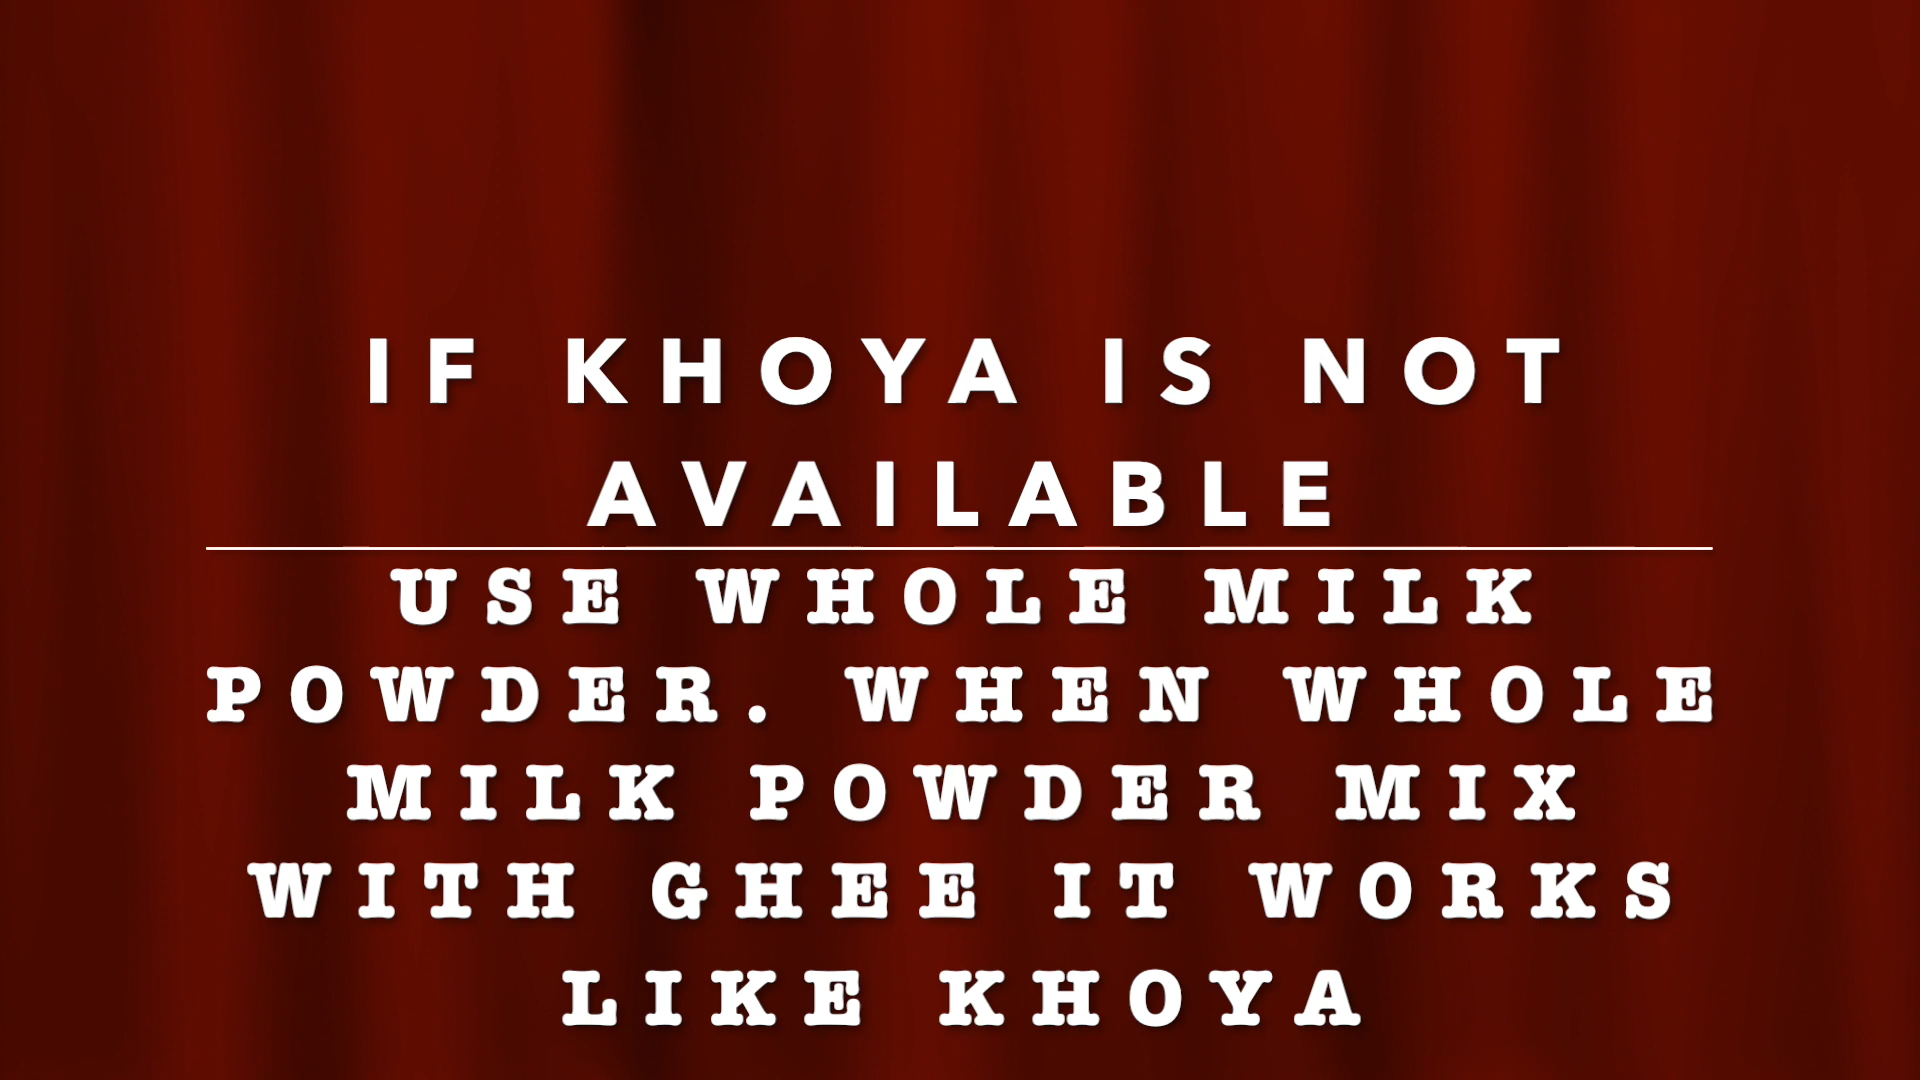 IF KHOYA IS NOT
AVAILABLE
USE WHOLE MILK
POWDER. WHEN WHOLE
MILK POWDER MIX
WITH GHEE IT WORKS
LIKE KHOYA